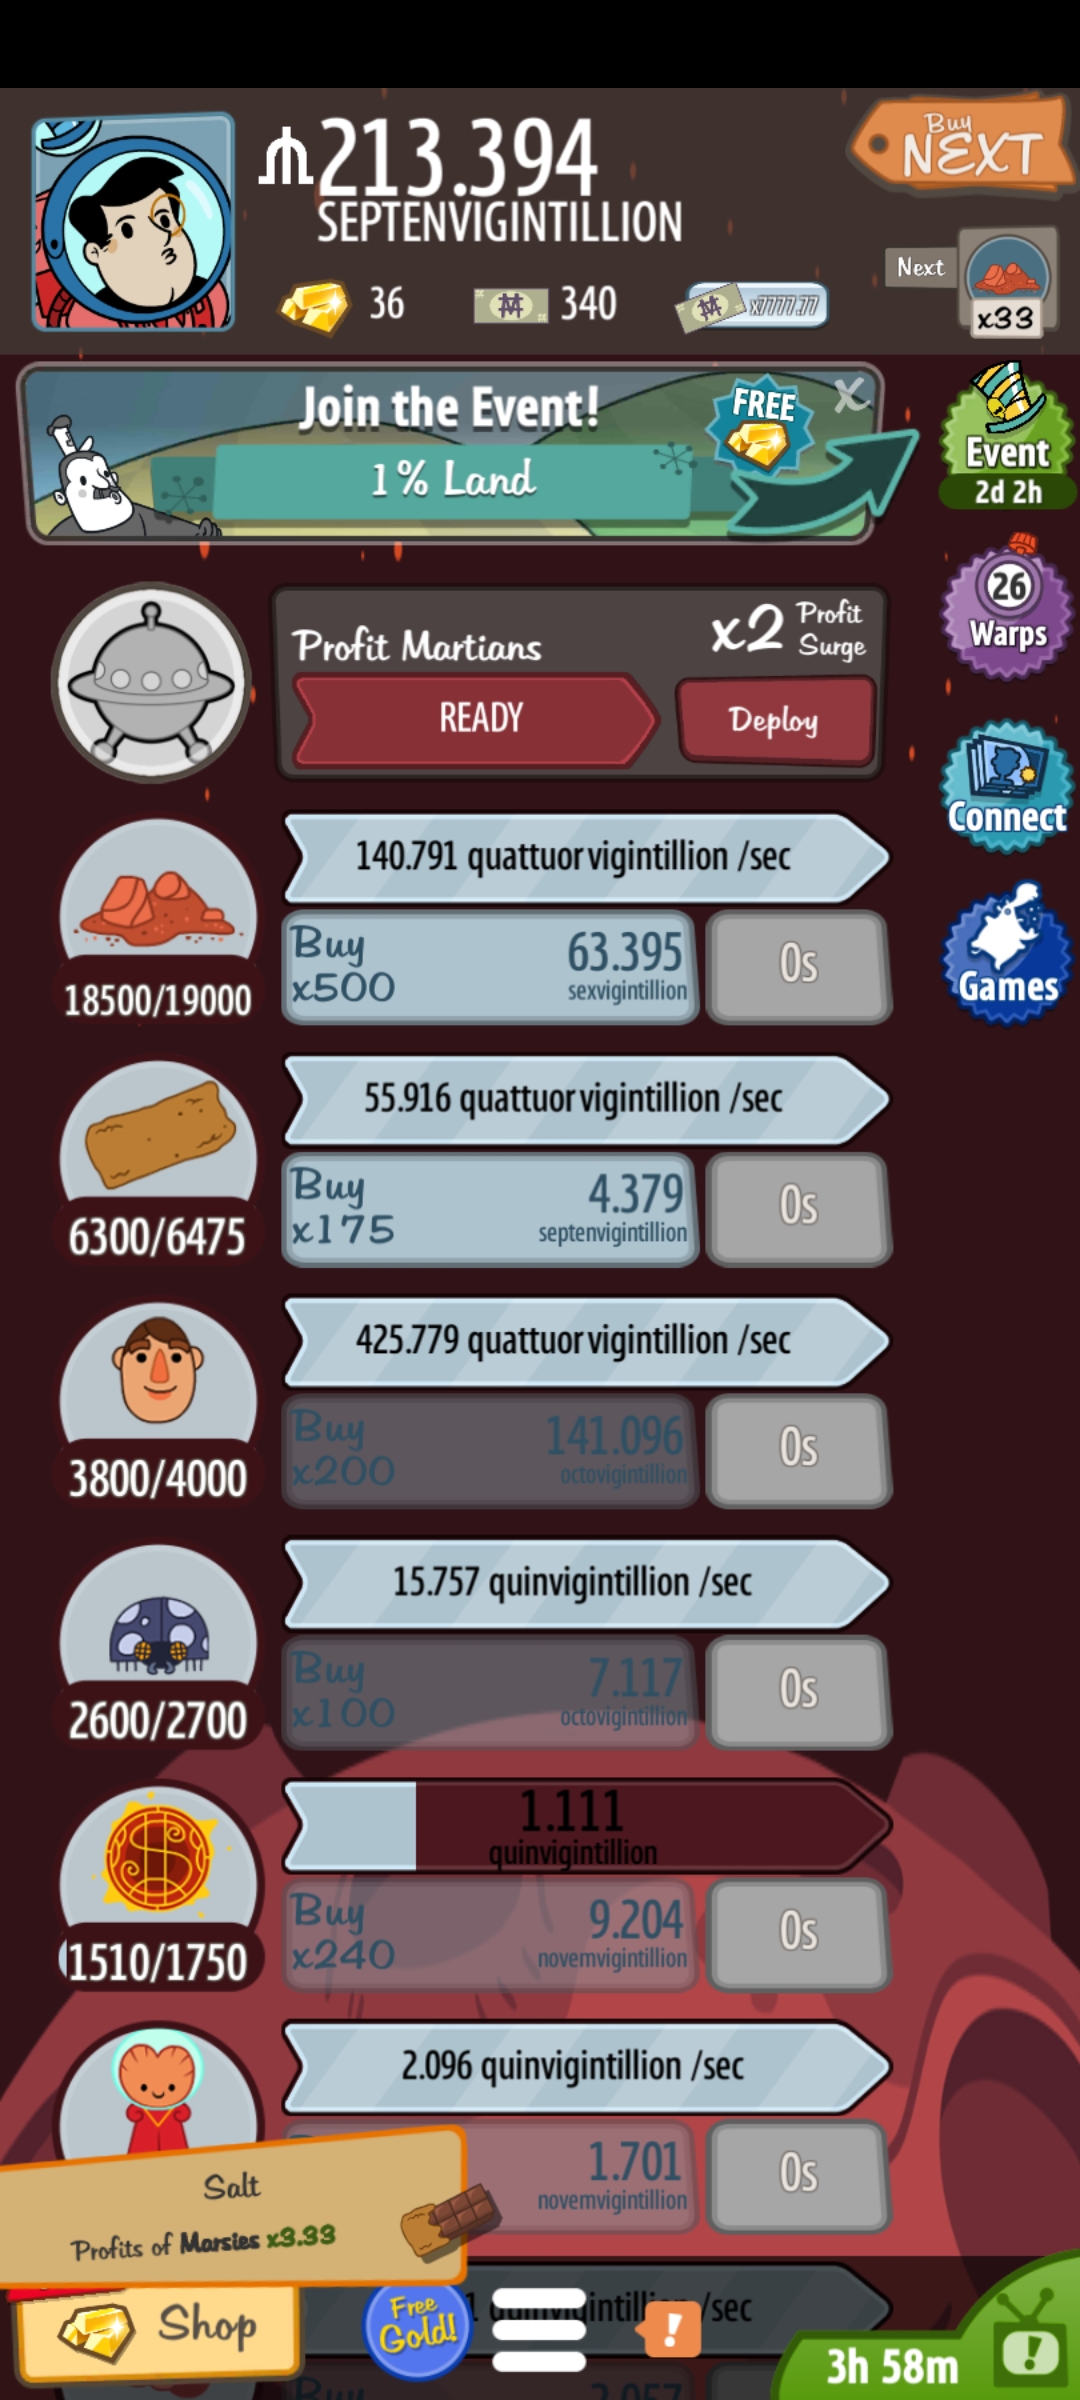 213.394
SEPTENVIGINTILLION
Buy
NEXT
36
340
x7777.77
Next
x33
Join the Event!
1% Land
FREE
X
Event
2d 2h
26
Warps
Connect
Games
Profit Martians
x2 Profit
Surge
READY
Deploy
140.791 quattuorvigintillion /sec
18500/19000
Buy
x500
63.395
sexvigintillion
0s
55.916 quattuorvigintillion /sec
6300/6475
Buy
x175
4.379
septenvigintillion
0s
425.779 quattuorvigintillion /sec
3800/4000
Buy
x200
141.096
octovigintillion
0s
15.757 quinvigintillion /sec
2600/2700
Buy
x100
7.117
octovigintillion
0s
1.111
quinvigintillion
1510/1750
Buy
x240
9.204
novemvigintillion
0s
2.096 quinvigintillion /sec
1.701
novemvigintillion
0s
Salt
Profits of Marsies x3.33
Shop
Free
Gold!
!
/sec
3h 58m
!